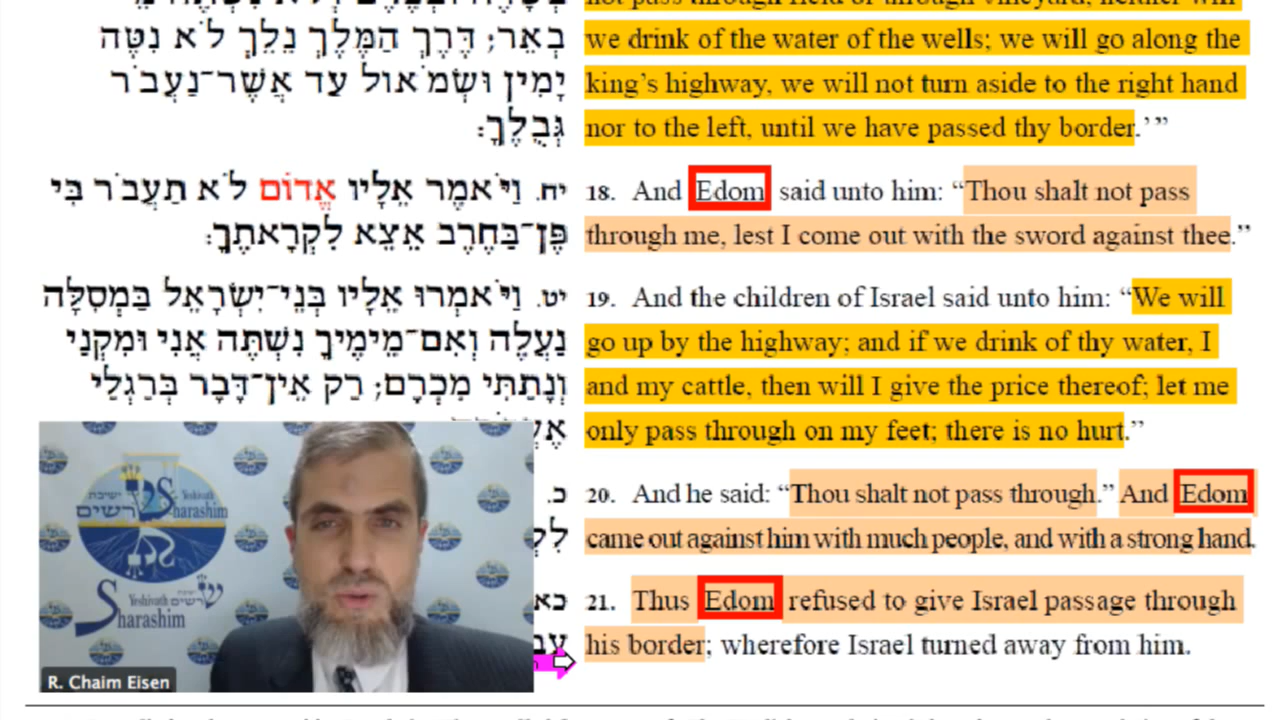 בְאֵר; דֶּרֶךְ הַמֶּלֶךְ נֵלֵךְ לֹא נִטֶּה
יָמִין וּשְׂמֹאול עַד אֲשֶׁר־נַעֲבֹר
גְּבֻלֶךָ:
we drink of the water of the wells; we will go along the
king’s highway, we will not turn aside to the right hand
nor to the left, until we have passed thy border.’”
יח. וַיֹּאמֶר אֵלָיו אֱדוֹם לֹא תַעֲבֹר בִּי
פֶּן־בַּחֶרֶב אֵצֵא לִקְרָאתֶךָ:
18. And Edom said unto him: “Thou shalt not pass
through me, lest I come out with the sword against thee.”
יט. וַיֹּאמְרוּ אֵלָיו בְּנֵי־יִשְׂרָאֵל בַּמְסִלָּה
נַעֲלֶה וְאִם־מֵימֶיךָ נִשְׁתֶּה אֲנִי וּמִקְנַי
וְנָתַתִּי מִכְרָם; רַק אֵין־דָּבָר בְּרַגְלַי
19. And the children of Israel said unto him: “We will
go up by the highway; and if we drink of thy water, I
and my cattle, then will I give the price thereof; let me
only pass through on my feet; there is no hurt.”
כ.
20. And he said: “Thou shalt not pass through.” And Edom
came out against him with much people, and with a strong hand.
כא
21. Thus Edom refused to give Israel passage through
his border; wherefore Israel turned away from him.
ישיבת
שרשים
Yeshivath
Sharashim
Yeshivath ישיבת שרשים
Sharashim
R. Chaim Eisen